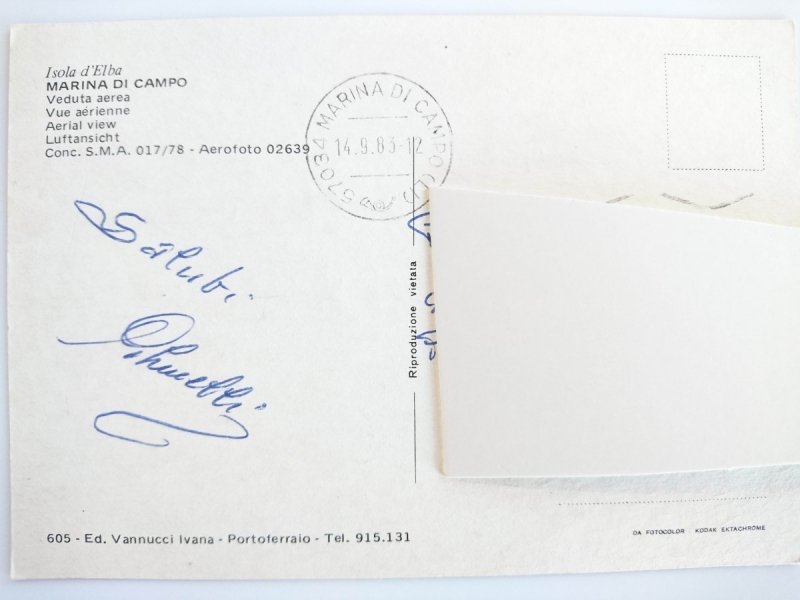 Isola d'Elba
MARINA DI CAMPO
Veduta aerea
Vue aérienne
Aerial view
Luftansicht
Conc. S.M.A. 017/78 - Aerofoto 02639
57034 MARINA DI CAMPO (LI)
14.9.83-12
Saluti
Riproduzione vietata
605 - Ed. Vannucci Ivana - Portoferraio - Tel. 915.131
DA FOTOCOLOR KODAK EKTACHROME